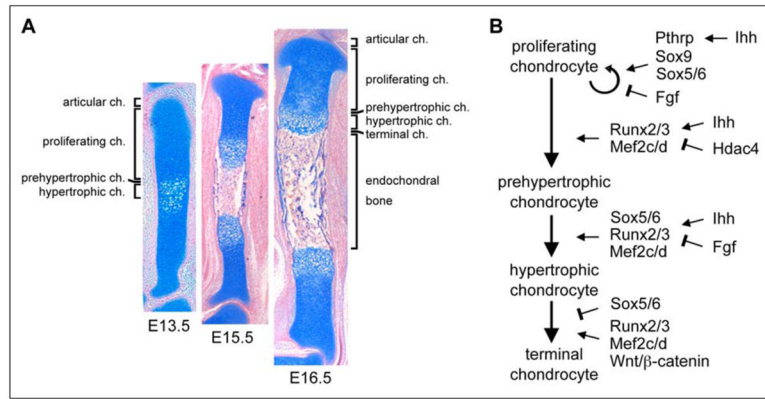 A
articular ch.
proliferating ch.
prehypertrophic ch.
hypertrophic ch.
E13.5
E15.5
articular ch.
proliferating ch.
prehypertrophic ch.
hypertrophic ch.
terminal ch.
endochondral
bone
E16.5
B
proliferating
chondrocyte
Pthrp Ihh
Sox9
Sox5/6
Fgf
Runx2/3 Ihh
Mef2c/d Hdac4
prehypertrophic
chondrocyte
Sox5/6
Runx2/3 Ihh
Mef2c/d Fgf
hypertrophic
chondrocyte
Sox5/6
Runx2/3
Mef2c/d
Wnt/β-catenin
terminal
chondrocyte